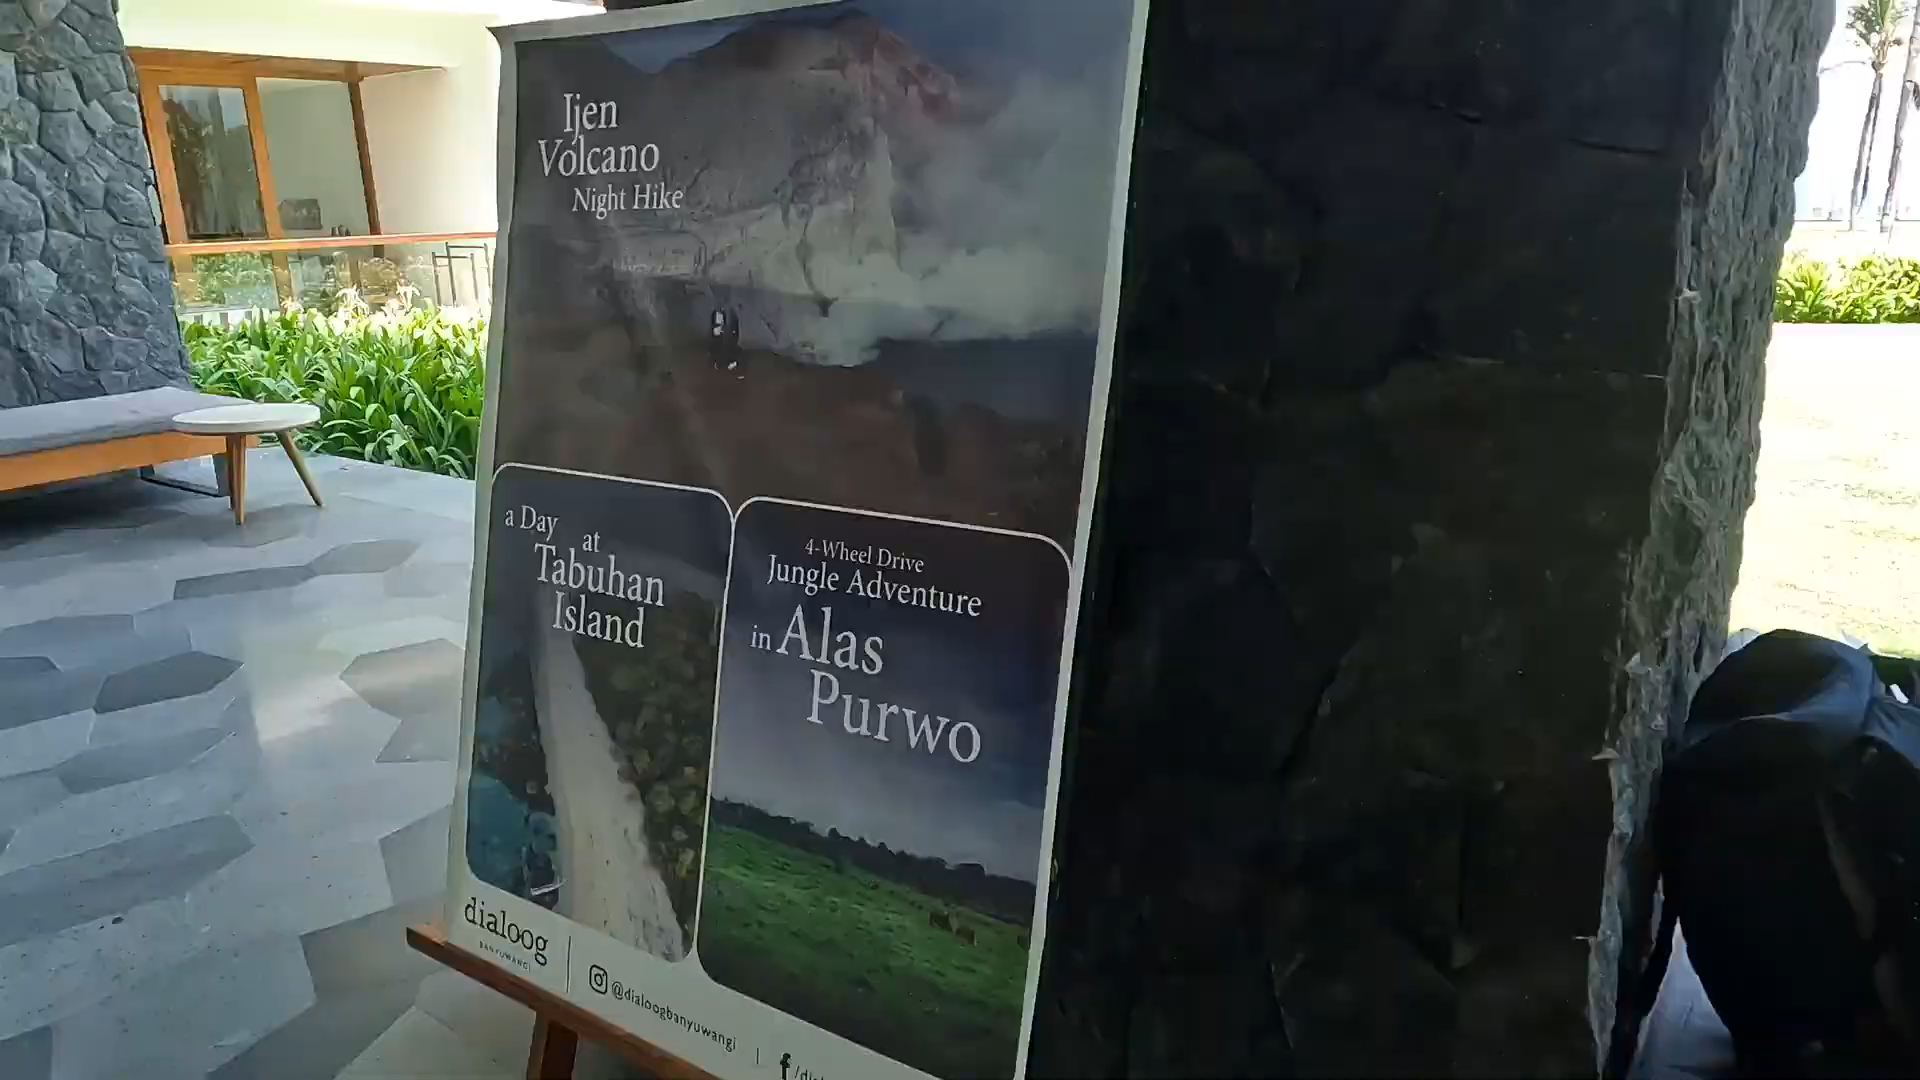 Ijen
Volcano
Night Hike
a Day
at
Tabuhan
Island
4-Wheel Drive
Jungle Adventure
in Alas
Purwo
dialoog
BANYUWANGI
@dialoogbanyuwangi